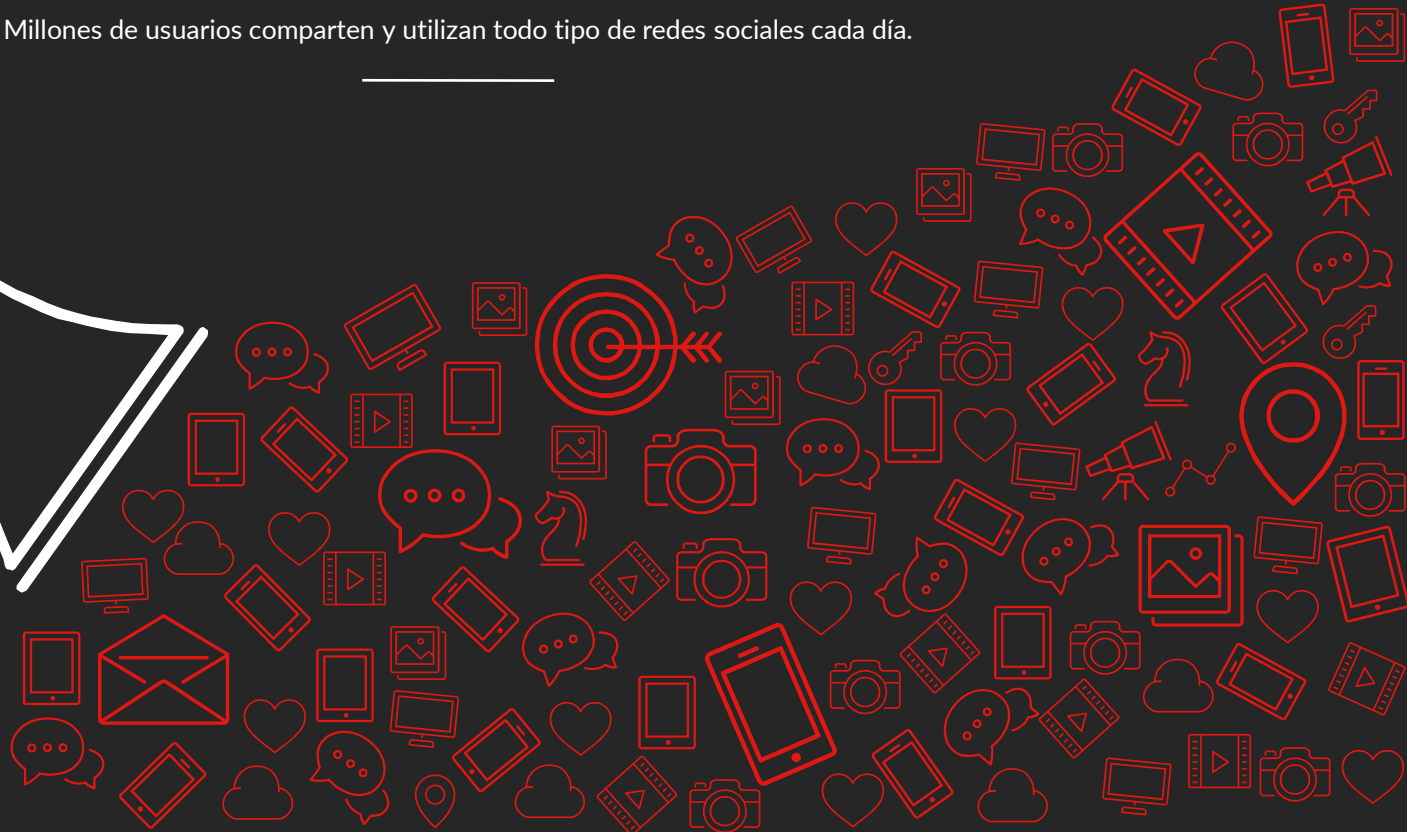 Millones de usuarios comparten y utilizan todo tipo de redes sociales cada día.